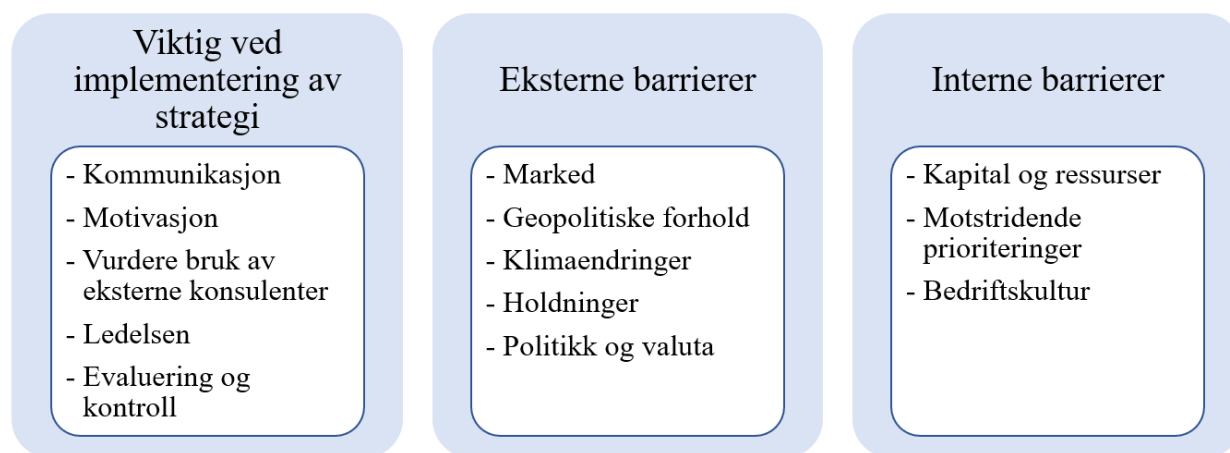 Viktig ved
implementering av
strategi
- Kommunikasjon
- Motivasjon
- Vurdere bruk av
eksterne konsulenter
- Ledelsen
- Evaluering og
kontroll
Eksterne barrierer
- Marked
- Geopolitiske forhold
- Klimaendringer
- Holdninger
- Politikk og valuta
Interne barrierer
- Kapital og ressurser
- Motstridende
prioriteringer
- Bedriftskultur